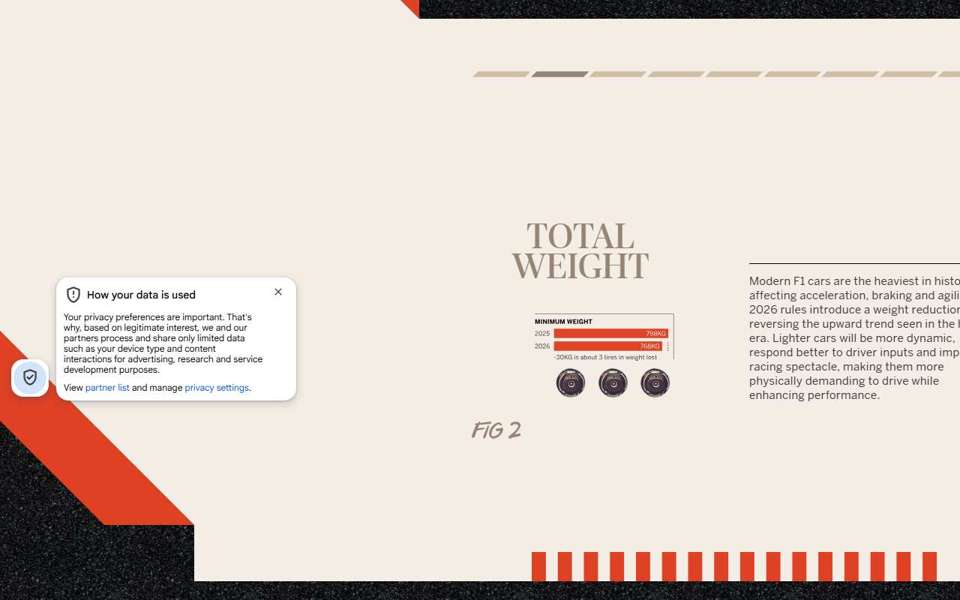 TOTAL
WEIGHT
MINIMUM WEIGHT
2025 798KG
2026 768KG
-30KG is about 3 tires in weight lost
FIG 2
Modern F1 cars are the heaviest in histo
affecting acceleration, braking and agili
2026 rules introduce a weight reduction
reversing the upward trend seen in the h
era. Lighter cars will be more dynamic,
respond better to driver inputs and imp
racing spectacle, making them more
physically demanding to drive while
enhancing performance.
How your data is used
Your privacy preferences are important. That's
why, based on legitimate interest, we and our
partners process and share only limited data
such as your device type and content
interactions for advertising, research and service
development purposes.
View partner list and manage privacy settings.